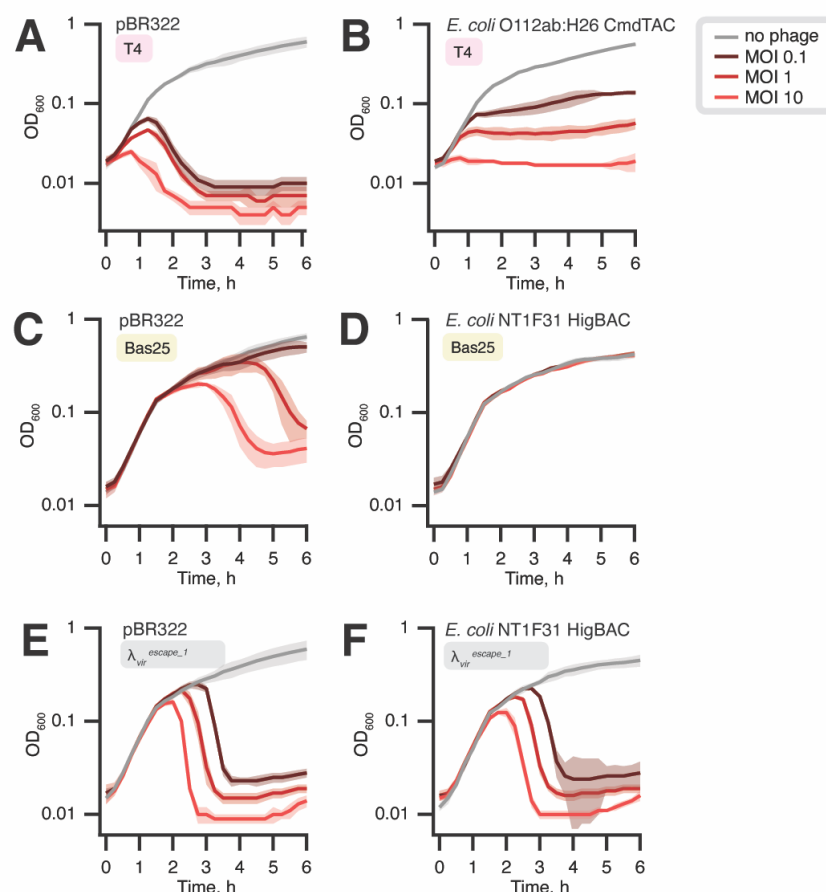 A
pBR322
T4
1
0.1
0.01
OD600
0 1 2 3 4 5 6
Time, h
B
E. coli O112ab:H26 CmdTAC
T4
1
0.1
0.01
OD600
0 1 2 3 4 5 6
Time, h
no phage
MOI 0.1
MOI 1
MOI 10
C
pBR322
Bas25
1
0.1
0.01
OD600
0 1 2 3 4 5 6
Time, h
D
E. coli NT1F31 HigBAC
Bas25
1
0.1
0.01
OD600
0 1 2 3 4 5 6
Time, h
E
pBR322
λvir escape_1
1
0.1
0.01
OD600
0 1 2 3 4 5 6
Time, h
F
E. coli NT1F31 HigBAC
λvir escape_1
1
0.1
0.01
OD600
0 1 2 3 4 5 6
Time, h